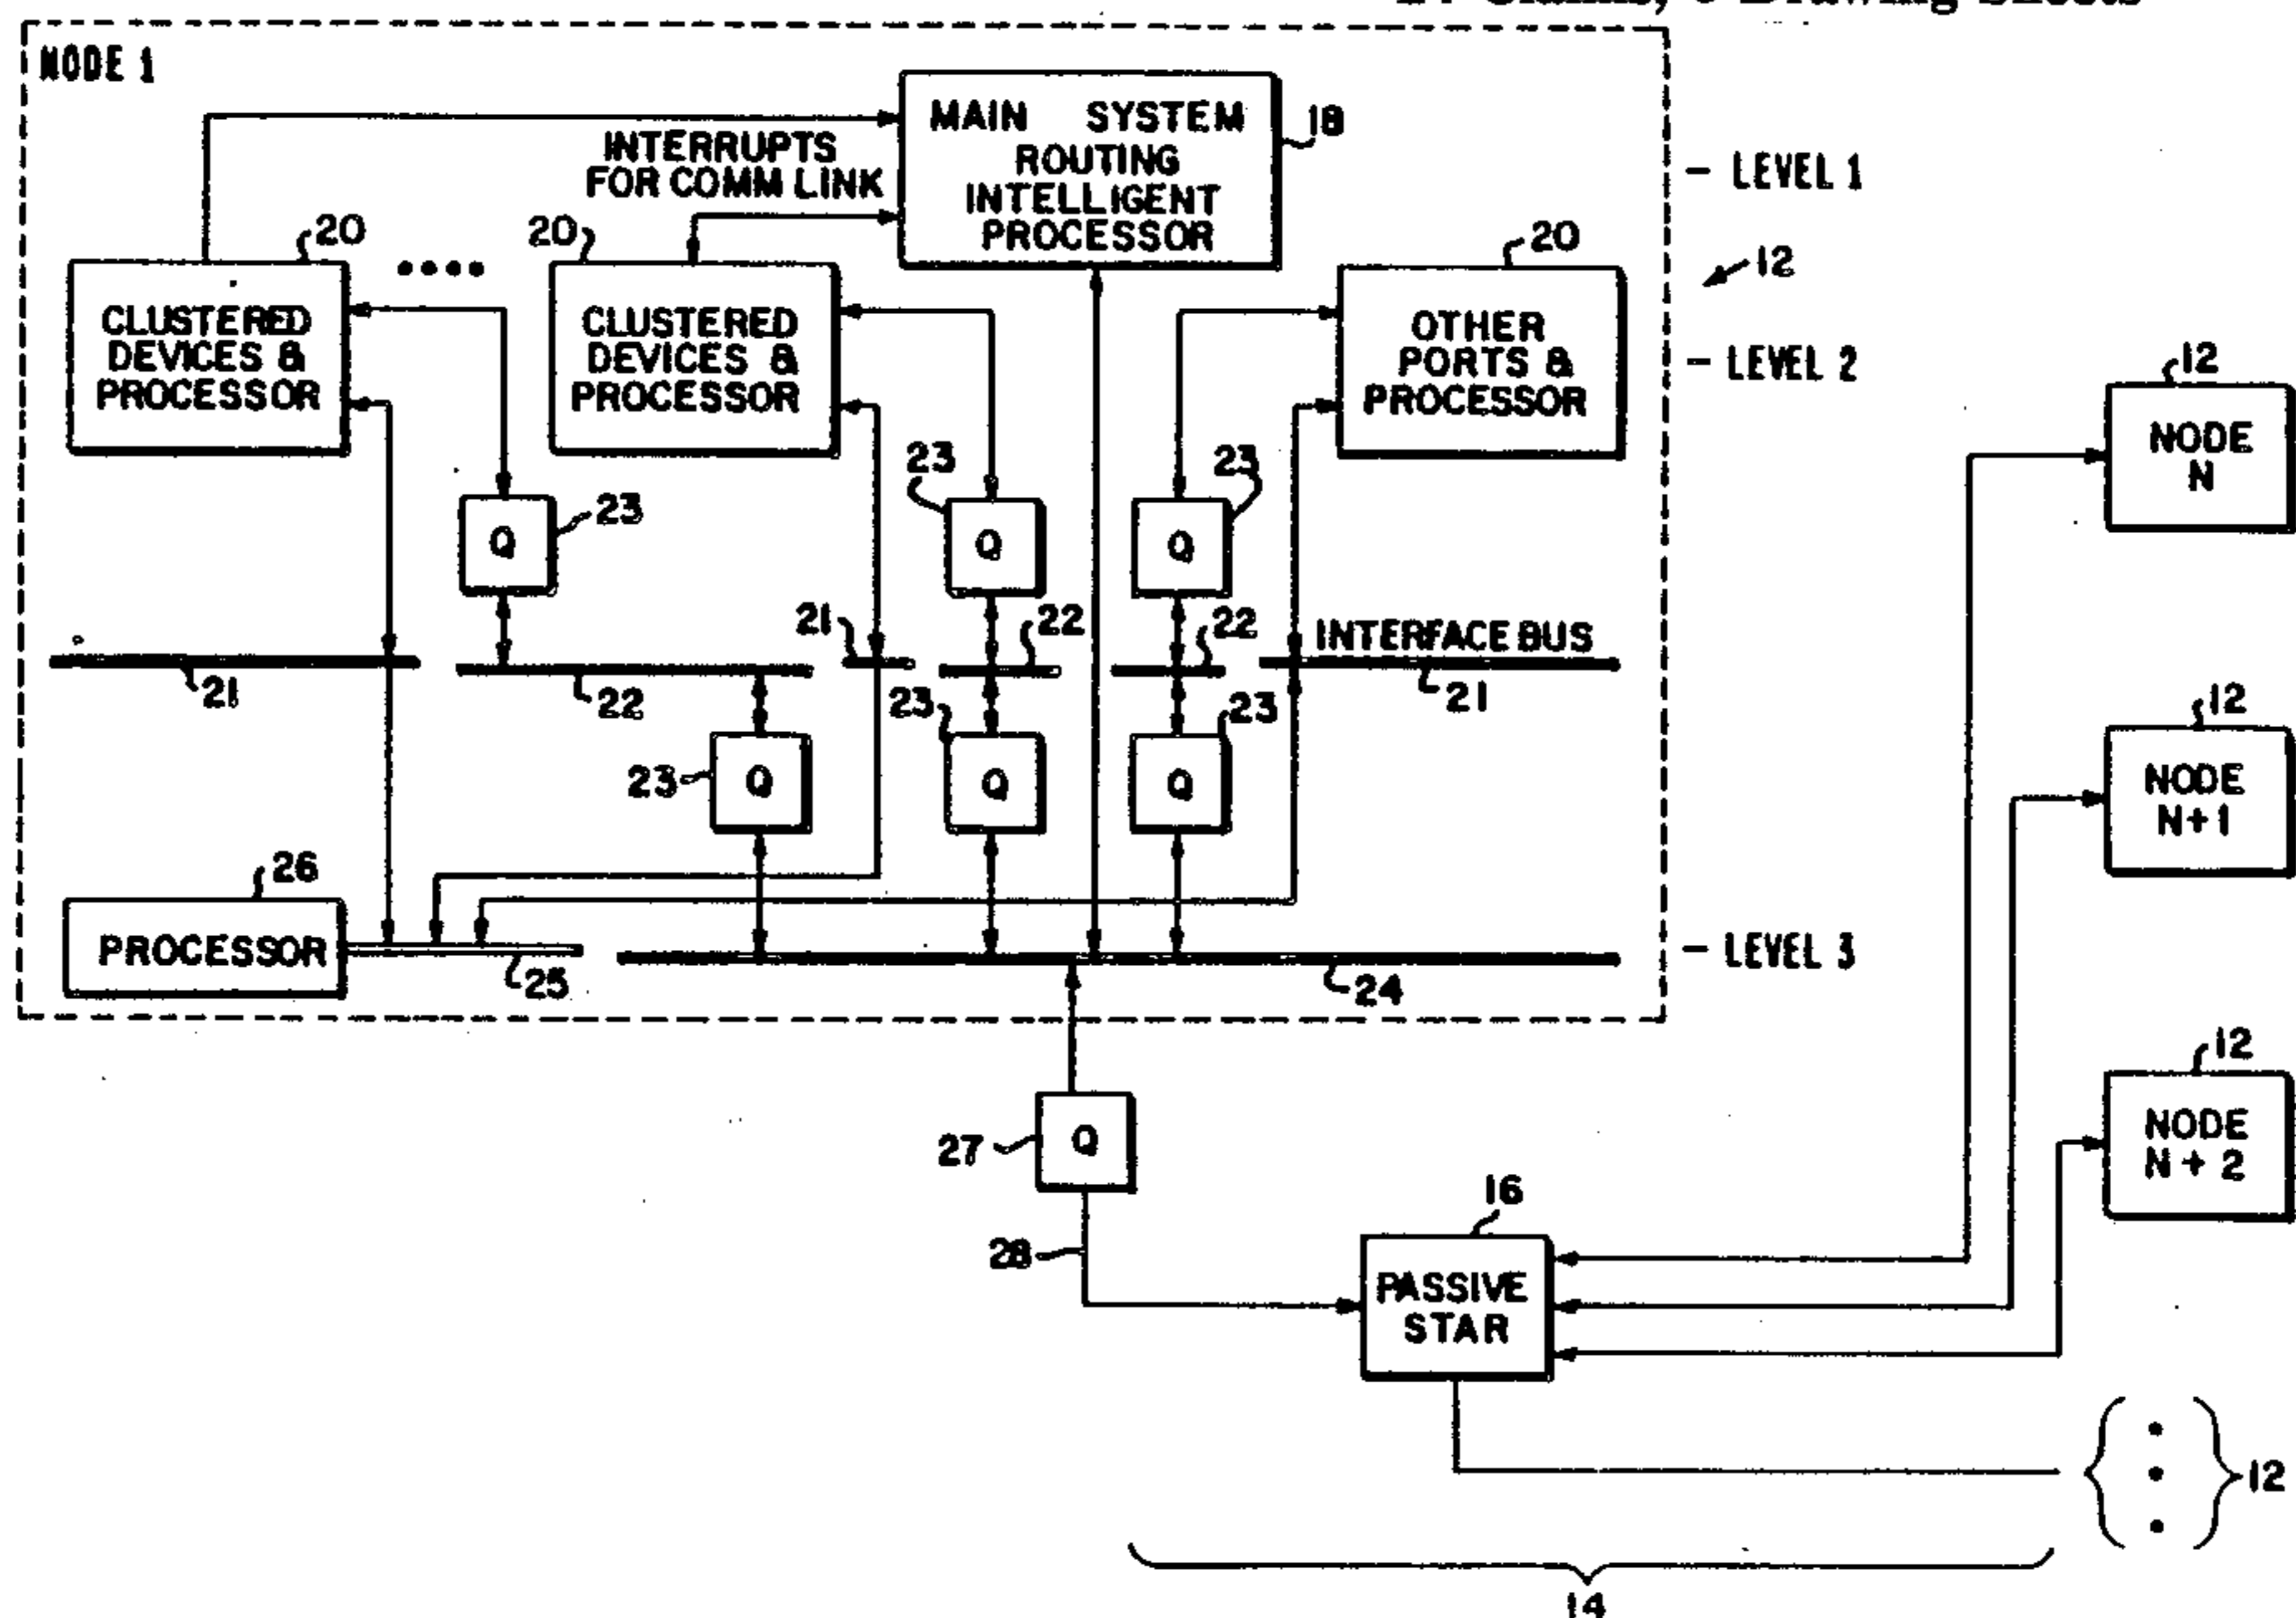 NODE 1
MAIN SYSTEM
ROUTING
INTELLIGENT
PROCESSOR
18
INTERRUPTS
FOR COMM LINK
- LEVEL 1
20
20
20
12
CLUSTERED
DEVICES &
PROCESSOR
CLUSTERED
DEVICES &
PROCESSOR
OTHER
PORTS &
PROCESSOR
- LEVEL 2
12
NODE
N
23
Q
23
Q
23
Q
21
22
21
22
22
INTERFACE BUS
21
12
NODE
N+1
23
Q
23
Q
23
Q
26
PROCESSOR
25
24
- LEVEL 3
12
NODE
N + 2
27
Q
28
16
PASSIVE
STAR
12
14